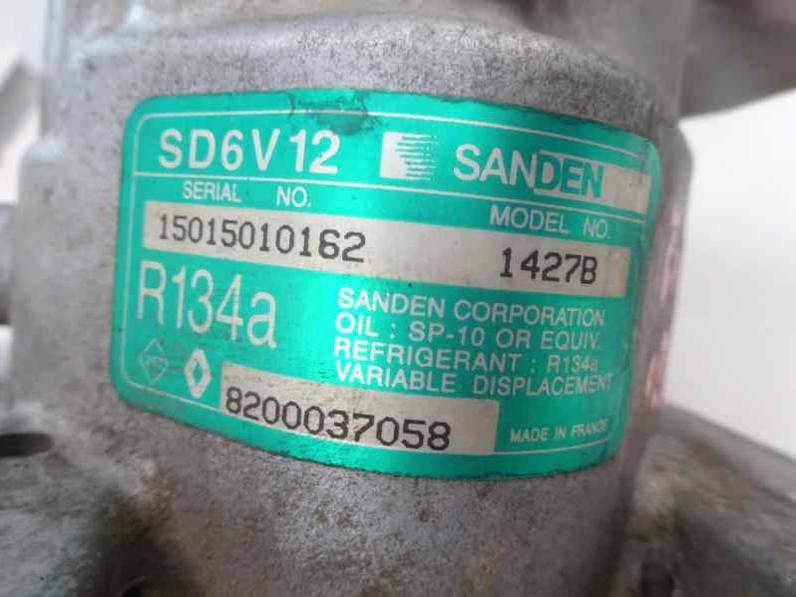 SD6V12 SANDEN
SERIAL NO. MODEL NO.
15015010162 1427B
R134a
SANDEN CORPORATION
OIL : SP-10 OR EQUIV.
REFRIGERANT : R134a
VARIABLE DISPLACEMENT
8200037058
MADE IN FRANCE